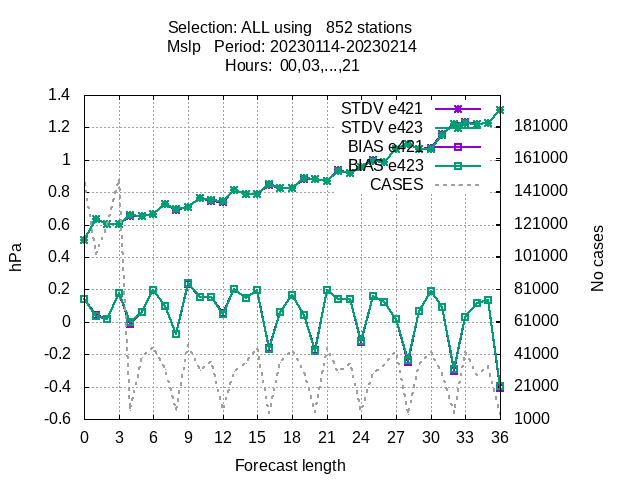 Selection: ALL using   852 stations
Mslp   Period: 20230114-20230214
Hours:  00,03,...,21
STDV e421
STDV e423
BIAS e421
BIAS e423
CASES
1.4
1.2
1
0.8
0.6
0.4
0.2
0
-0.2
-0.4
-0.6
181000
161000
141000
121000
101000
81000
61000
41000
21000
1000
hPa
No cases
0 3 6 9 12 15 18 21 24 27 30 33 36
Forecast length